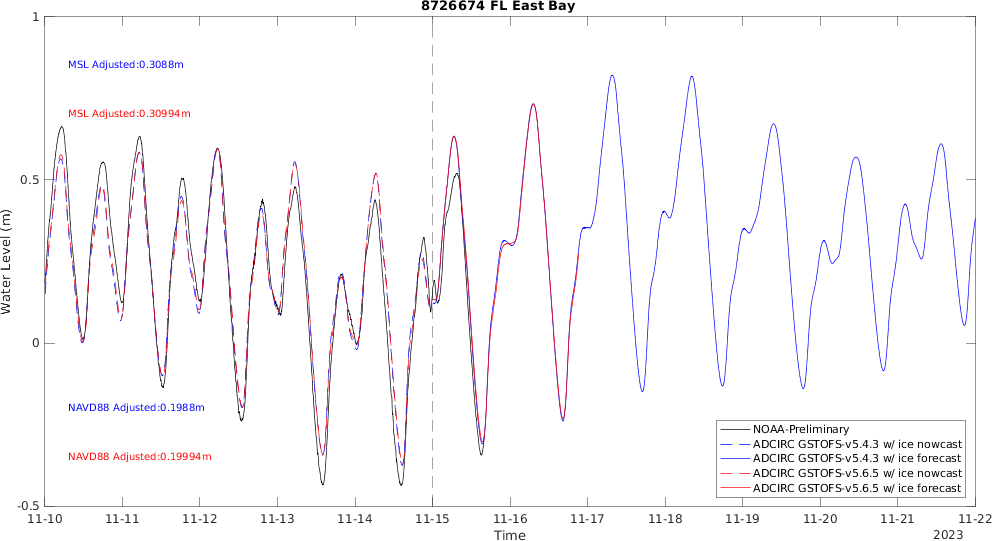 8726674 FL East Bay
1
MSL Adjusted:0.3088m
MSL Adjusted:0.30994m
0.5
Water Level (m)
0
NAVD88 Adjusted:0.1988m
NAVD88 Adjusted:0.19994m
NOAA-Preliminary
ADCIRC GSTOFS-v5.4.3 w/ ice nowcast
ADCIRC GSTOFS-v5.4.3 w/ ice forecast
ADCIRC GSTOFS-v5.6.5 w/ ice nowcast
ADCIRC GSTOFS-v5.6.5 w/ ice forecast
-0.5
11-10 11-11 11-12 11-13 11-14 11-15 11-16 11-17 11-18 11-19 11-20 11-21 11-22
Time
2023